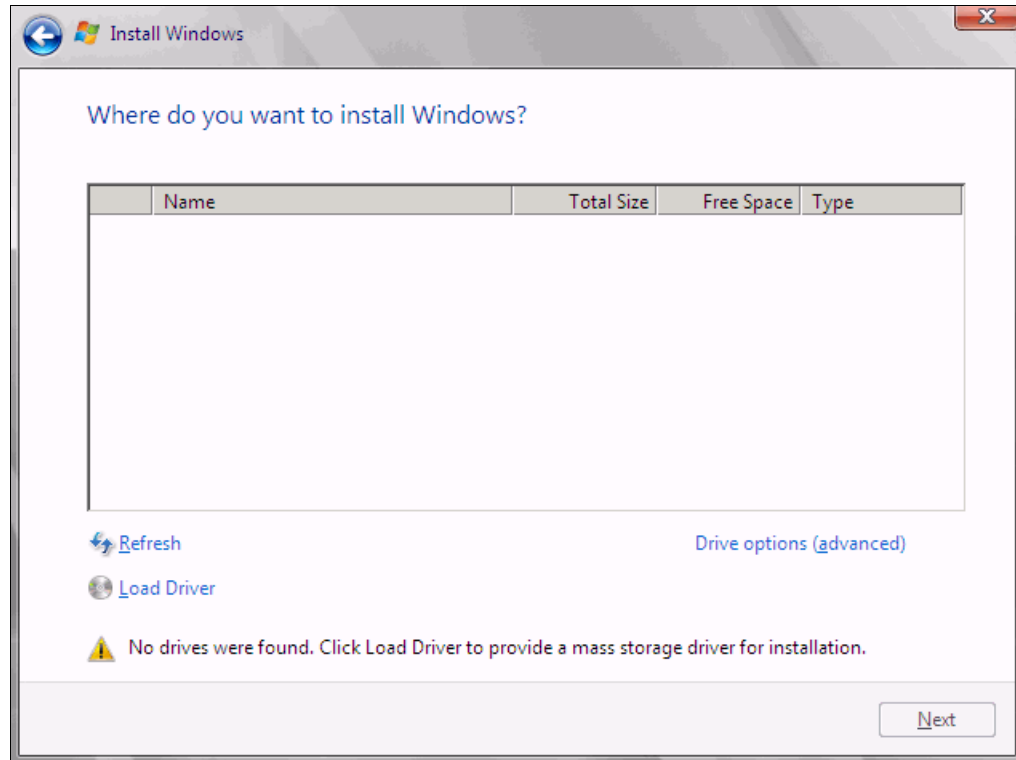 Install Windows
Where do you want to install Windows?
Name Total Size Free Space Type
Refresh Drive options (advanced)
Load Driver
No drives were found. Click Load Driver to provide a mass storage driver for installation.
Next